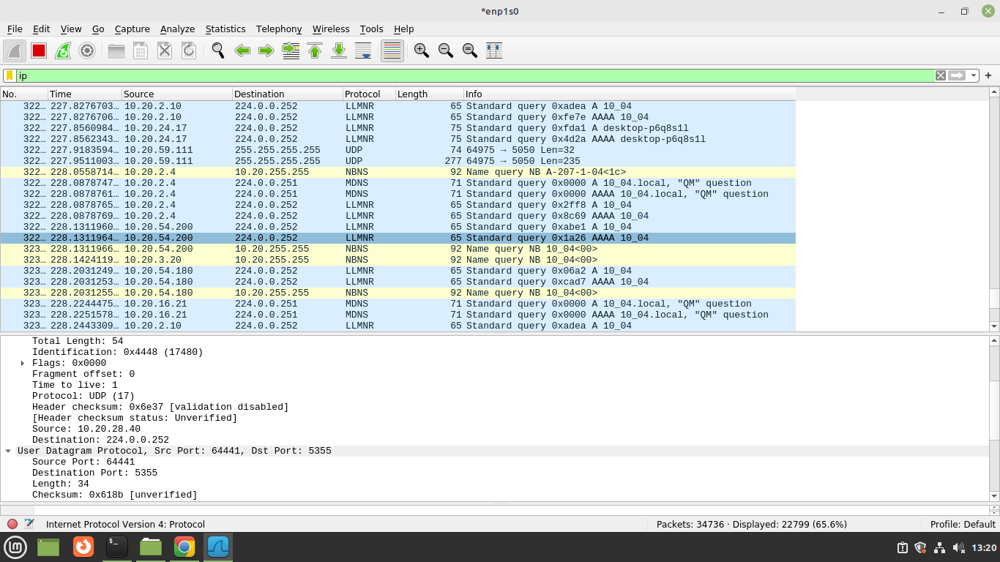 *enp1s0
File Edit View Go Capture Analyze Statistics Telephony Wireless Tools Help
ip
No. Time Source Destination Protocol Length Info
322… 227.8276703… 10.20.2.10 224.0.0.252 LLMNR 65 Standard query 0xadea A 10_04
322… 227.8276706… 10.20.2.10 224.0.0.252 LLMNR 65 Standard query 0xfe7e AAAA 10_04
322… 227.8560984… 10.20.24.17 224.0.0.252 LLMNR 75 Standard query 0xfda1 A desktop-p6q8s1l
322… 227.8562343… 10.20.24.17 224.0.0.252 LLMNR 75 Standard query 0x4d2a AAAA desktop-p6q8s1l
322… 227.9183594… 10.20.59.111 255.255.255.255 UDP 74 64975 → 5050 Len=32
322… 227.9511003… 10.20.59.111 255.255.255.255 UDP 277 64975 → 5050 Len=235
322… 228.0558714… 10.20.2.4 10.20.255.255 NBNS 92 Name query NB A-207-1-04<1c>
322… 228.0878747… 10.20.2.4 224.0.0.251 MDNS 71 Standard query 0x0000 A 10_04.local, "QM" question
322… 228.0878761… 10.20.2.4 224.0.0.251 MDNS 71 Standard query 0x0000 AAAA 10_04.local, "QM" question
322… 228.0878765… 10.20.2.4 224.0.0.252 LLMNR 65 Standard query 0x2ff8 A 10_04
322… 228.0878769… 10.20.2.4 224.0.0.252 LLMNR 65 Standard query 0x8c69 AAAA 10_04
322… 228.1311960… 10.20.54.200 224.0.0.252 LLMNR 65 Standard query 0xabe1 A 10_04
322… 228.1311964… 10.20.54.200 224.0.0.252 LLMNR 65 Standard query 0x1a26 AAAA 10_04
323… 228.1311966… 10.20.54.200 10.20.255.255 NBNS 92 Name query NB 10_04<00>
323… 228.1424119… 10.20.3.20 10.20.255.255 NBNS 92 Name query NB 10_04<00>
323… 228.2031249… 10.20.54.180 224.0.0.252 LLMNR 65 Standard query 0x06a2 A 10_04
323… 228.2031253… 10.20.54.180 224.0.0.252 LLMNR 65 Standard query 0xcad7 AAAA 10_04
323… 228.2031255… 10.20.54.180 10.20.255.255 NBNS 92 Name query NB 10_04<00>
323… 228.2244475… 10.20.16.21 224.0.0.251 MDNS 71 Standard query 0x0000 A 10_04.local, "QM" question
323… 228.2251578… 10.20.16.21 224.0.0.251 MDNS 71 Standard query 0x0000 AAAA 10_04.local, "QM" question
323… 228.2443309… 10.20.2.10 224.0.0.252 LLMNR 65 Standard query 0xadea A 10_04
Total Length: 54
Identification: 0x4448 (17480)
Flags: 0x0000
Fragment offset: 0
Time to live: 1
Protocol: UDP (17)
Header checksum: 0x6e37 [validation disabled]
[Header checksum status: Unverified]
Source: 10.20.28.40
Destination: 224.0.0.252
User Datagram Protocol, Src Port: 64441, Dst Port: 5355
Source Port: 64441
Destination Port: 5355
Length: 34
Checksum: 0x618b [unverified]
Internet Protocol Version 4: Protocol
Packets: 34736 · Displayed: 22799 (65.6%)
Profile: Default
13:20